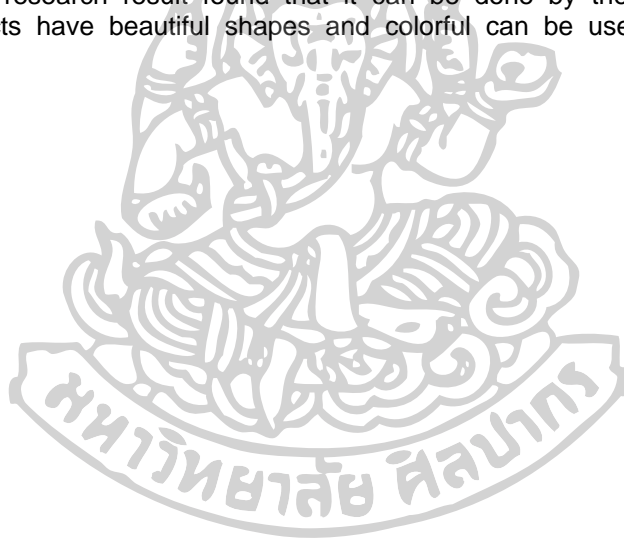 research result found that it can be done by the
cts have beautiful shapes and colorful can be use
มหาวิทยาลัย ศิลปากร